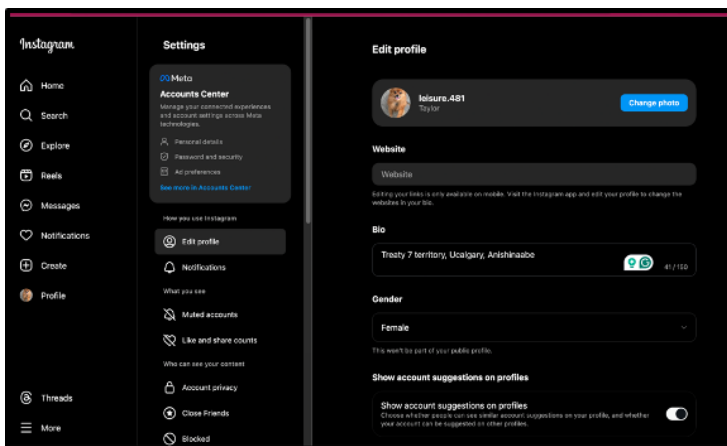 Instagram
Home
Search
Explore
Reels
Messages
Notifications
Create
Profile
Threads
More
Settings
Meta
Accounts Center
Manage your connected experiences
and account settings across Meta
technologies.
Personal details
Password and security
Ad preferences
See more in Accounts Center
How you use Instagram
Edit profile
Notifications
What you see
Muted accounts
Like and share counts
Who can see your content
Account privacy
Close Friends
Blocked
Edit profile
leisure.481
Taylor
Change photo
Website
Website
Editing your links is only available on mobile. Visit the Instagram app and edit your profile to change the
websites in your bio.
Bio
Treaty 7 territory, Ucalgary, Anishinaabe
41 / 150
Gender
Female
This won't be part of your public profile.
Show account suggestions on profiles
Show account suggestions on profiles
Choose whether people can see similar account suggestions on your profile, and whether
your account can be suggested on other profiles.